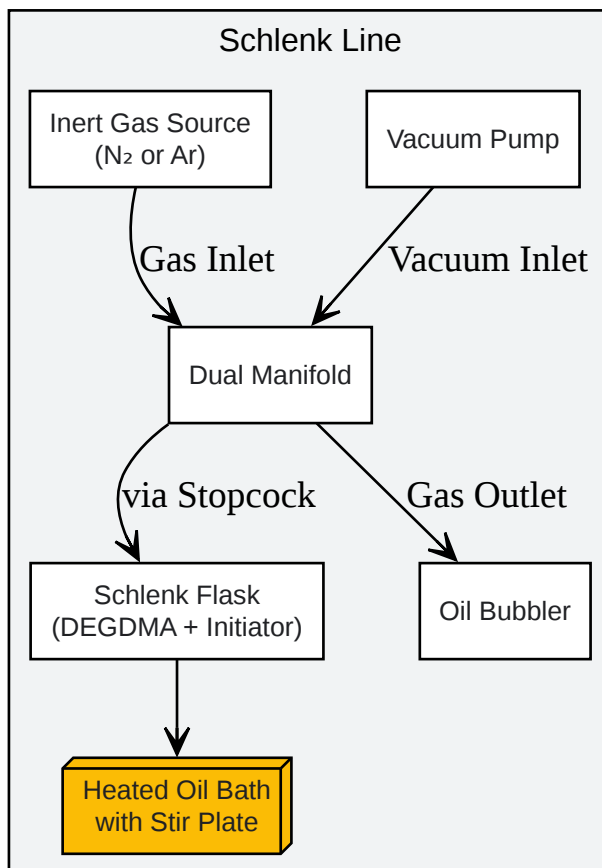 Schlenk Line
Inert Gas Source
(N₂ or Ar)
Vacuum Pump
Gas Inlet
Vacuum Inlet
Dual Manifold
via Stopcock
Gas Outlet
Schlenk Flask
(DEGDMA + Initiator)
Oil Bubbler
Heated Oil Bath
with Stir Plate